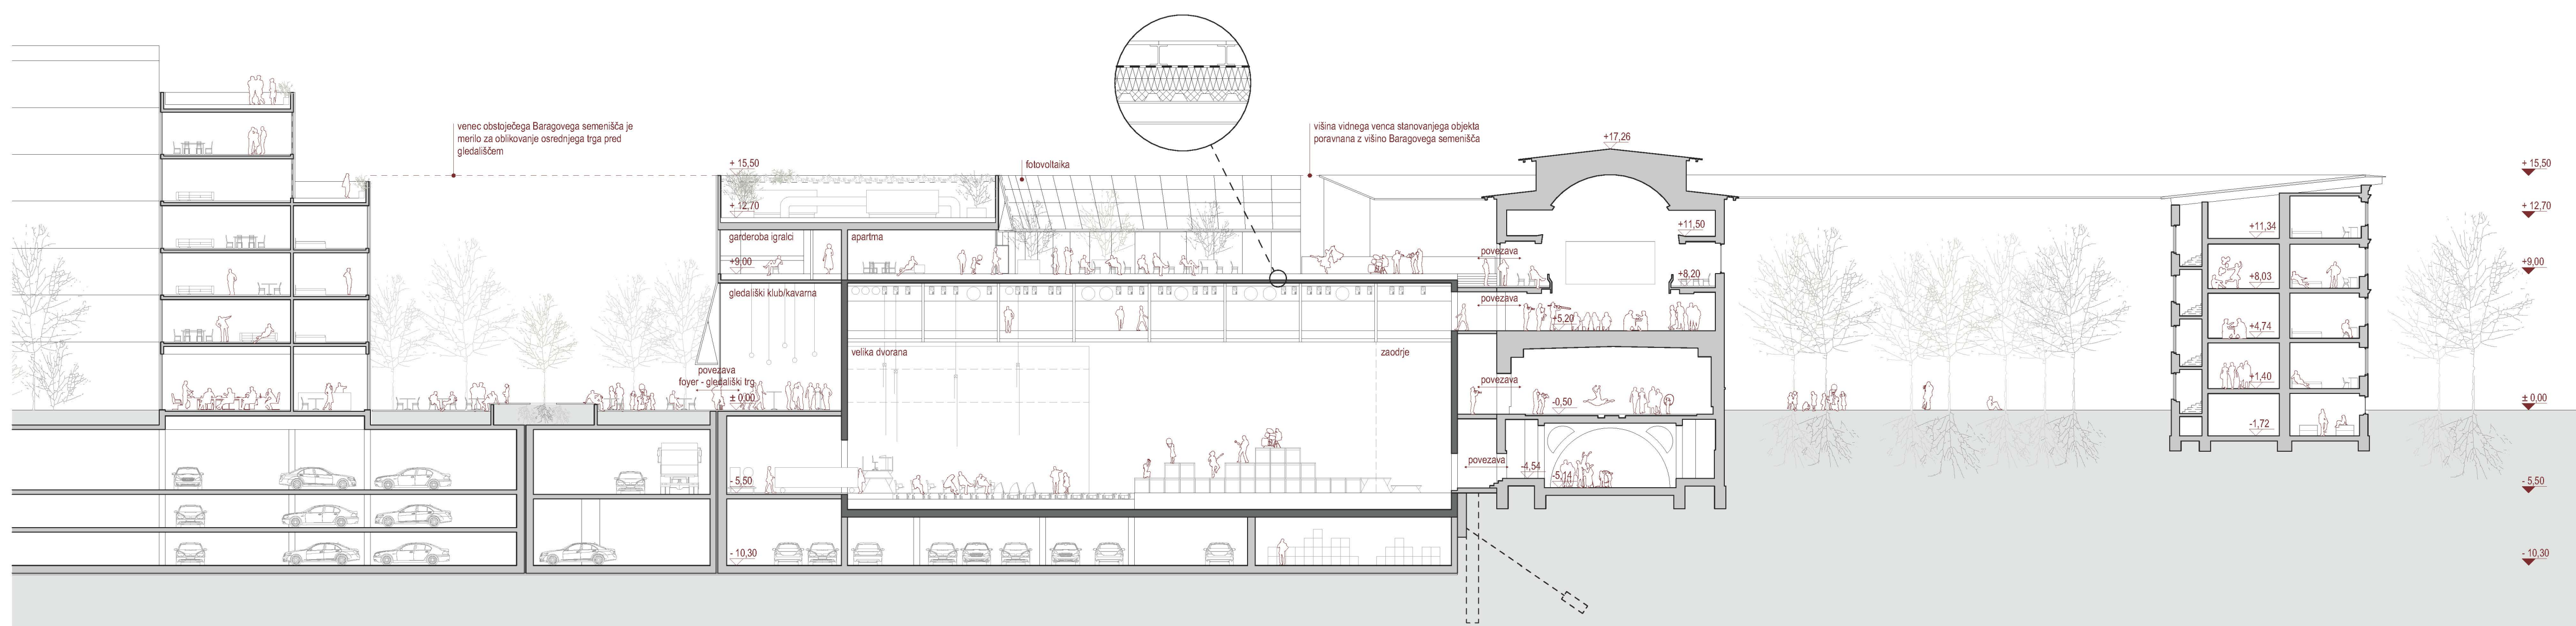 venec obstoječega Baragovega semenišča je
merilo za oblikovanje osrednjega trga pred
gledališčem
+ 15,50
fotovoltaika
višina vidnega venca stanovanjega objekta
poravnana z višino Baragovega semenišča
+17,26
+ 15,50
+ 12,70
+ 12,70
garderoba igralci
apartma
+11,50
+11,34
povezava
+9,00
+9,00
+8,20
+8,03
gledališki klub/kavarna
povezava
+5,20
+4,74
velika dvorana
zaodrje
povezava
foyer - gledališki trg
± 0,00
povezava
-0,50
+1,40
± 0,00
-1,72
povezava
-4,54
-5,14
- 5,50
- 5,50
- 10,30
- 10,30